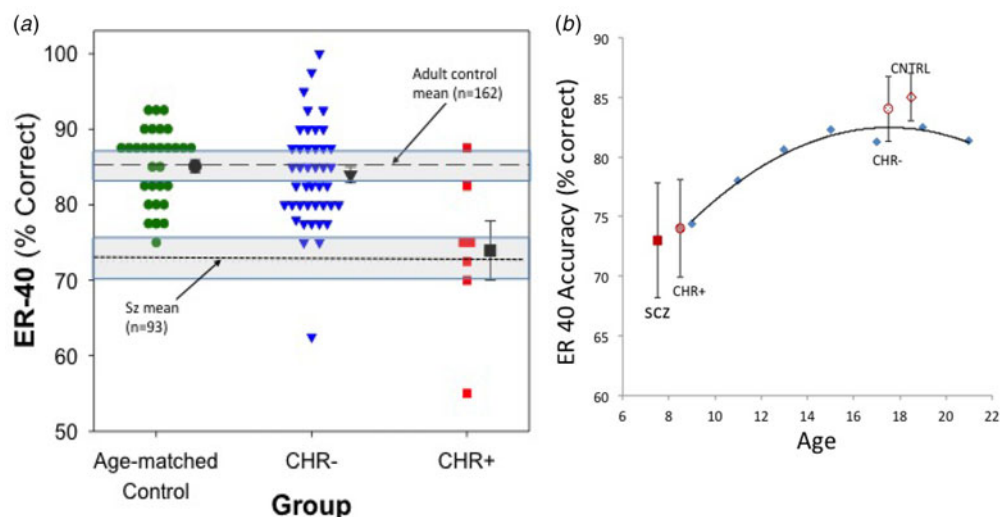 (a)
100
90
80
70
60
50
ER-40 (% Correct)
Adult control
mean (n=162)
Sz mean
(n=93)
Age-matched
Control
CHR-
CHR+
Group
b)
90
85
80
75
70
65
60
ER 40 Accuracy (% correct)
CNTRL
CHR-
SCZ
CHR+
6 8 10 12 14 16 18 20 22
Age